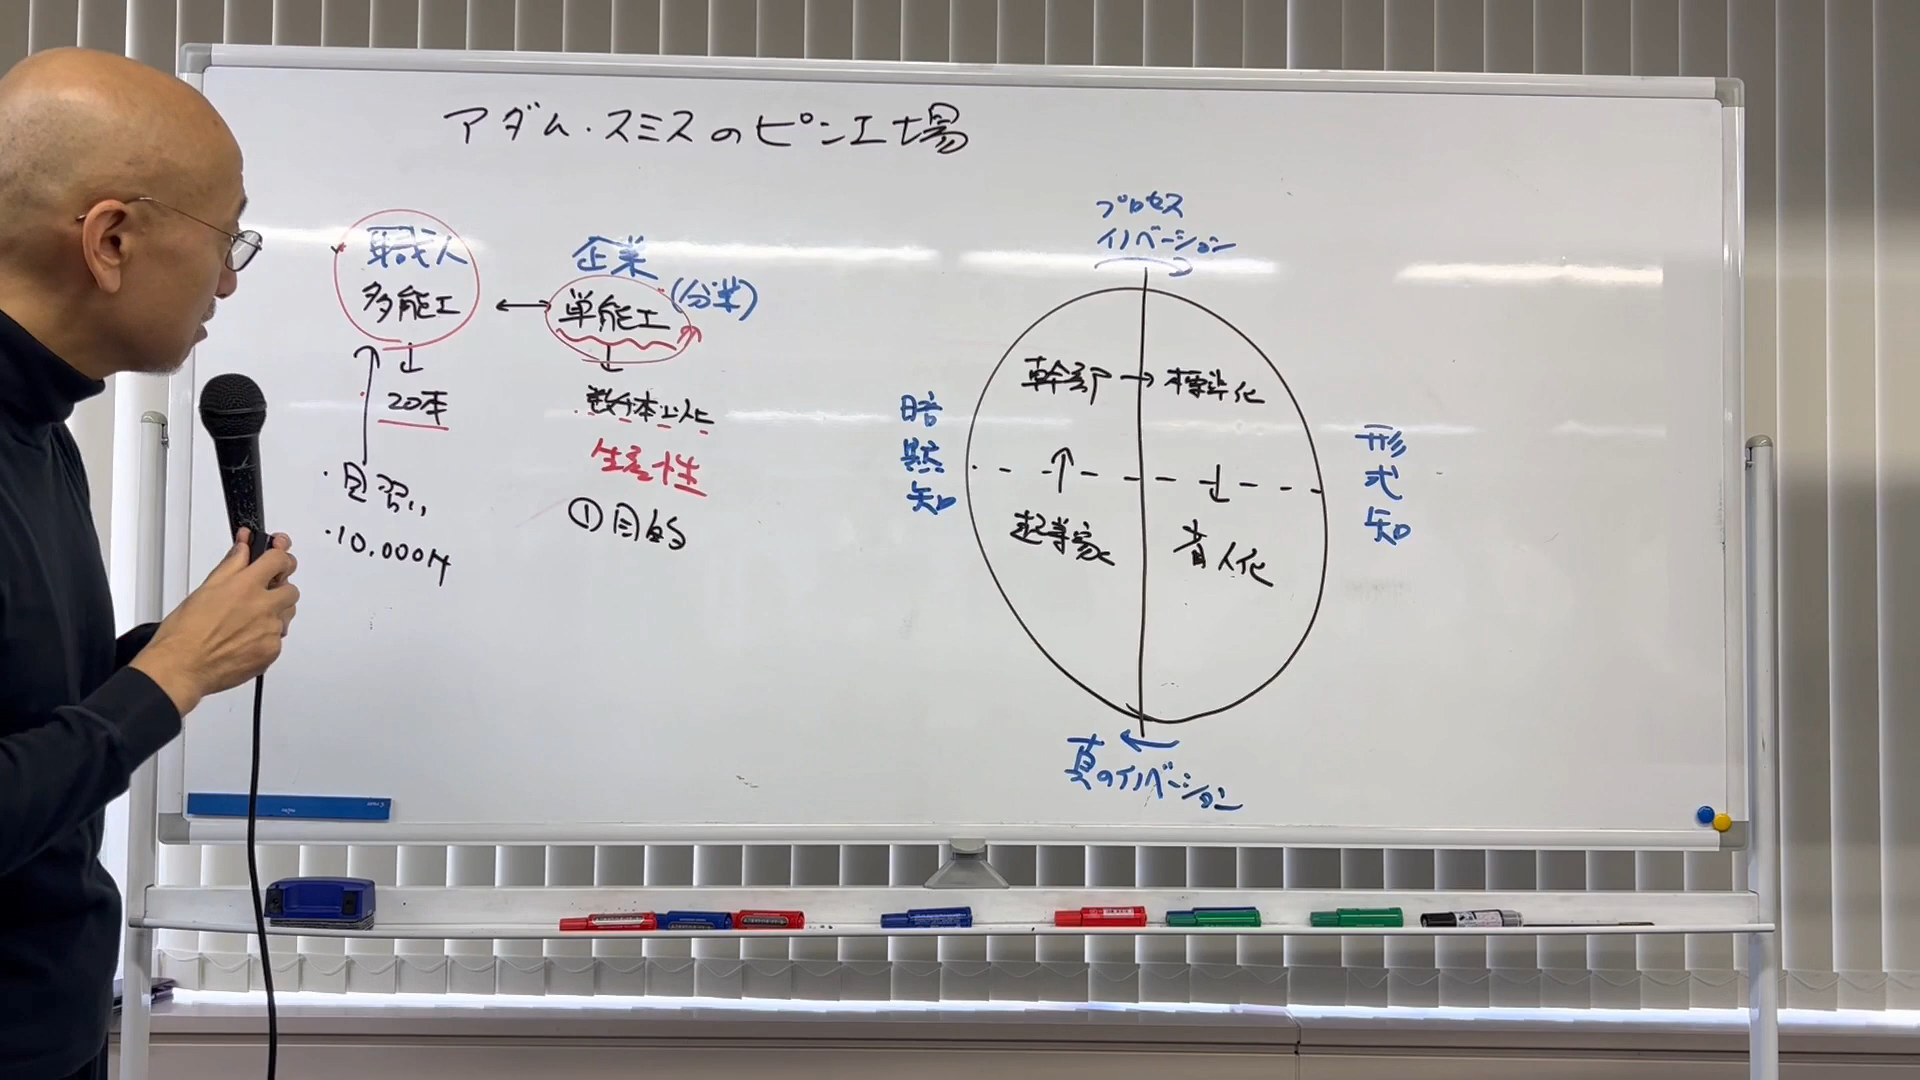 アダム・スミスのピン工場
職人
多能工
↓
20本
・見習い
・10,000H
企業
(分業)
単能工
↓
数千本以上
生産性
①目的
プロセス
イノベーション
幹部→標準化
暗黙知
形式知
起業家
省人化
真のイノベーション